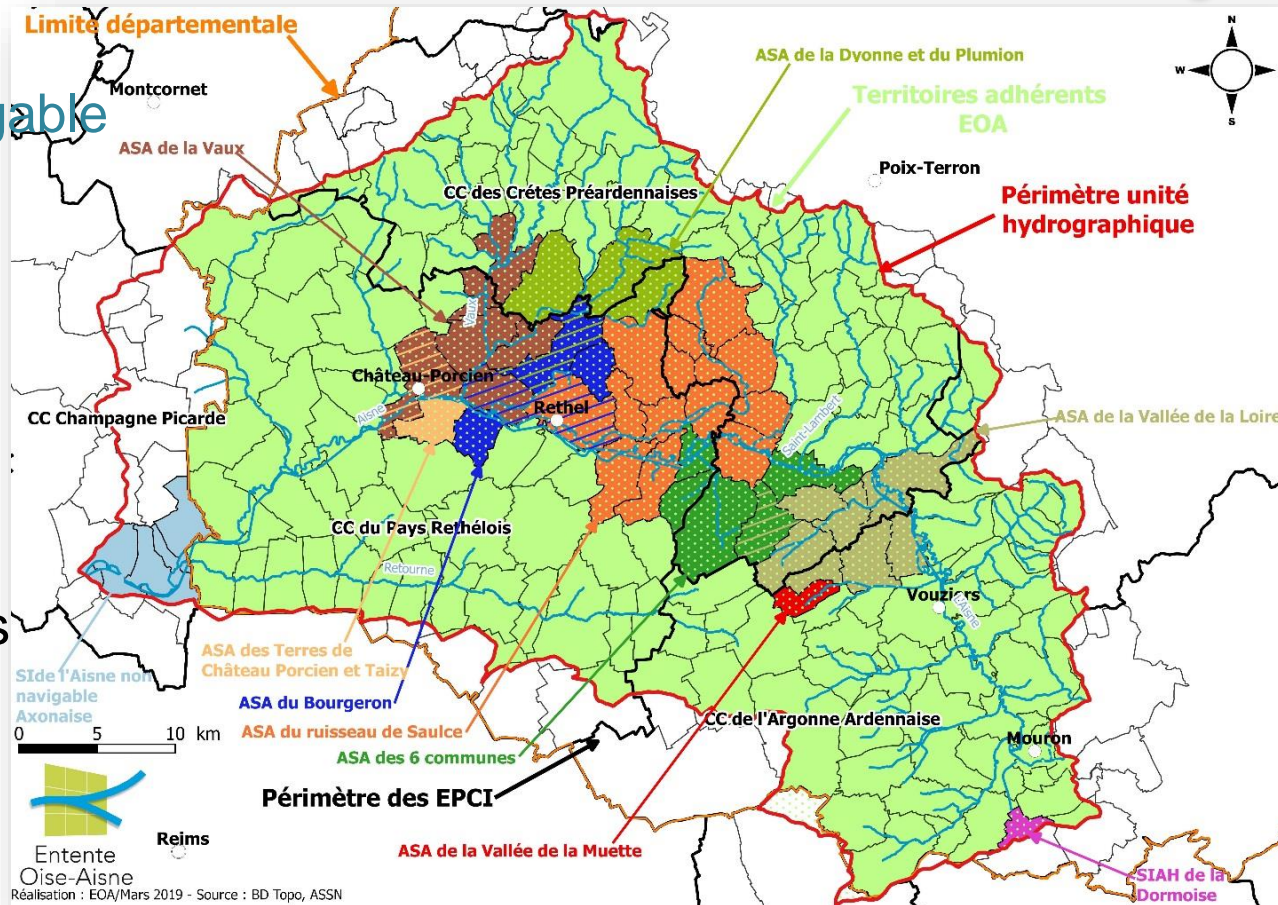 Limite départementale
N
W
S
Montcornet
gable
ASA de la Dyonne et du Plumion
Territoires adhérents
EOA
ASA de la Vaux
Poix-Terron
CC des Crétes Préardennaises
Périmètre unité
hydrographique
Vaux
Château-Porcien
Rethel
Aisne
CC Champagne Picarde
ASA de la Vallée de la Loire
Saint-Lambert
CC du Pays Rethélois
Retourne
Vouziers
L'Aisne
s
ASA des Terres de
Château Porcien et Taizy
SIde l'Aisne non
navigable
Axonaise
ASA du Bourgeron
CC de l'Argonne Ardennaise
ASA du ruisseau de Saulce
0 5 10 km
Mouron
ASA des 6 communes
Périmètre des EPCI
Reims
ASA de la Vallée de la Muette
Entente
Oise-Aisne
SIAH de la
Dormoise
Réalisation : EOA/Mars 2019 - Source : BD Topo, ASSN